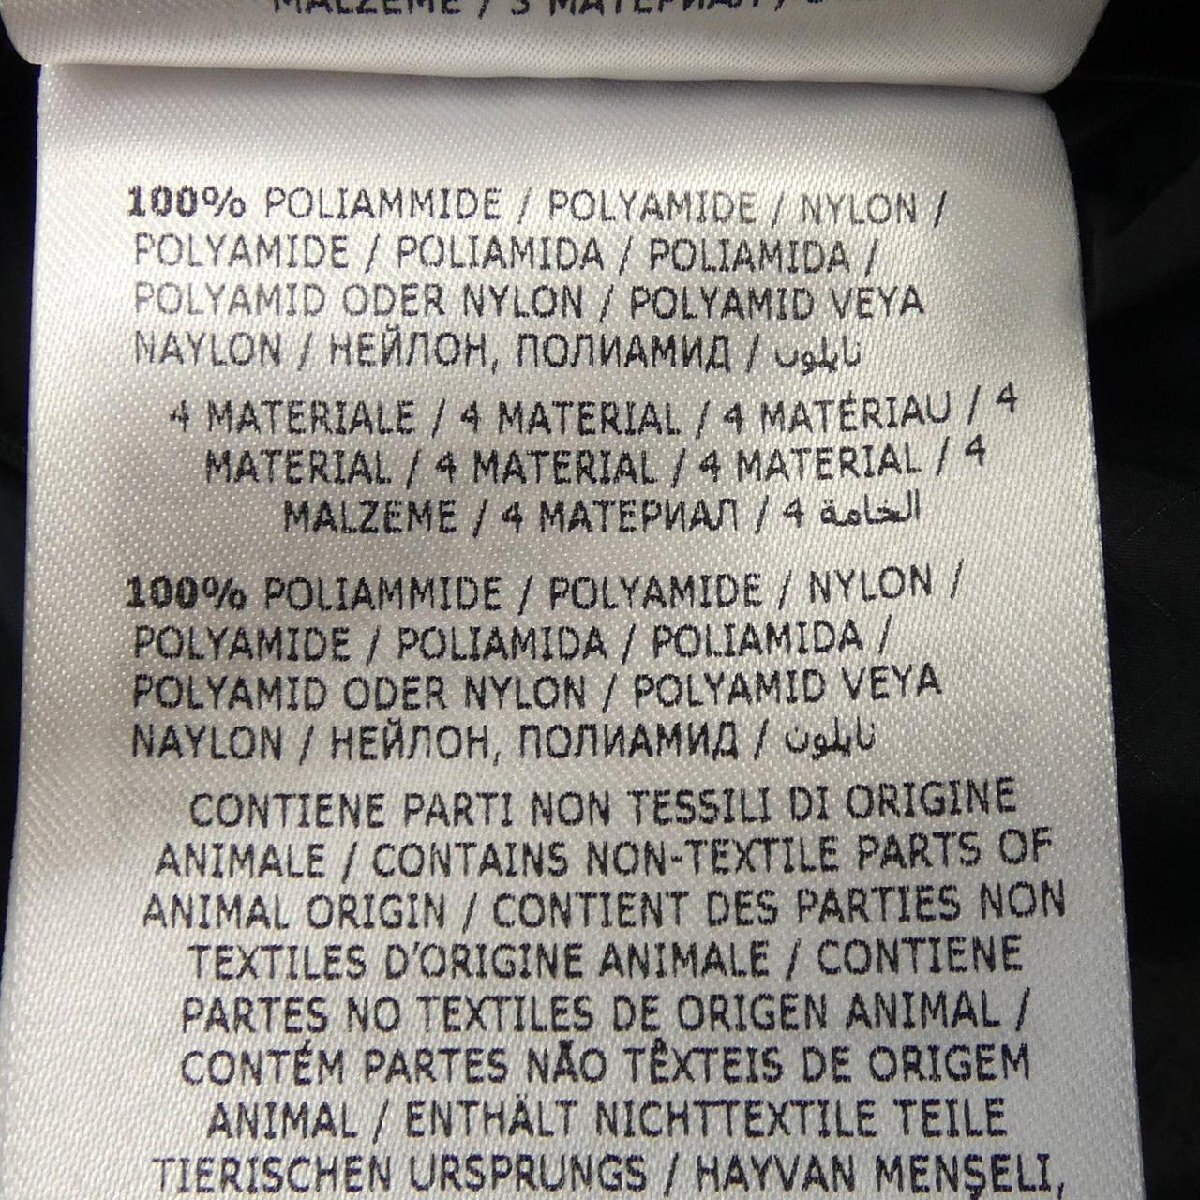 MALZEME / 3 МАТЕРИАЛ /
100% POLIAMMIDE / POLYAMIDE / NYLON /
POLYAMIDE / POLIAMIDA / POLIAMIDA /
POLYAMID ODER NYLON / POLYAMID VEYA
NAYLON / НЕЙЛОН, ПОЛИАМИД / نايلون
4 MATERIALE / 4 MATERIAL / 4 MATÉRIAU / 4
MATERIAL / 4 MATERIAL / 4 MATERIAL / 4
MALZEME / 4 МАТЕРИАЛ / 4 الخامة
100% POLIAMMIDE / POLYAMIDE / NYLON /
POLYAMIDE / POLIAMIDA / POLIAMIDA /
POLYAMID ODER NYLON / POLYAMID VEYA
NAYLON / НЕЙЛОН, ПОЛИАМИД / نايلون
CONTIENE PARTI NON TESSILI DI ORIGINE
ANIMALE / CONTAINS NON-TEXTILE PARTS OF
ANIMAL ORIGIN / CONTIENT DES PARTIES NON
TEXTILES D'ORIGINE ANIMALE / CONTIENE
PARTES NO TEXTILES DE ORIGEN ANIMAL /
CONTÉM PARTES NÃO TÊXTEIS DE ORIGEM
ANIMAL / ENTHÄLT NICHTTEXTILE TEILE
TIERISCHEN URSPRUNGS / HAYVAN MENŞELİ,